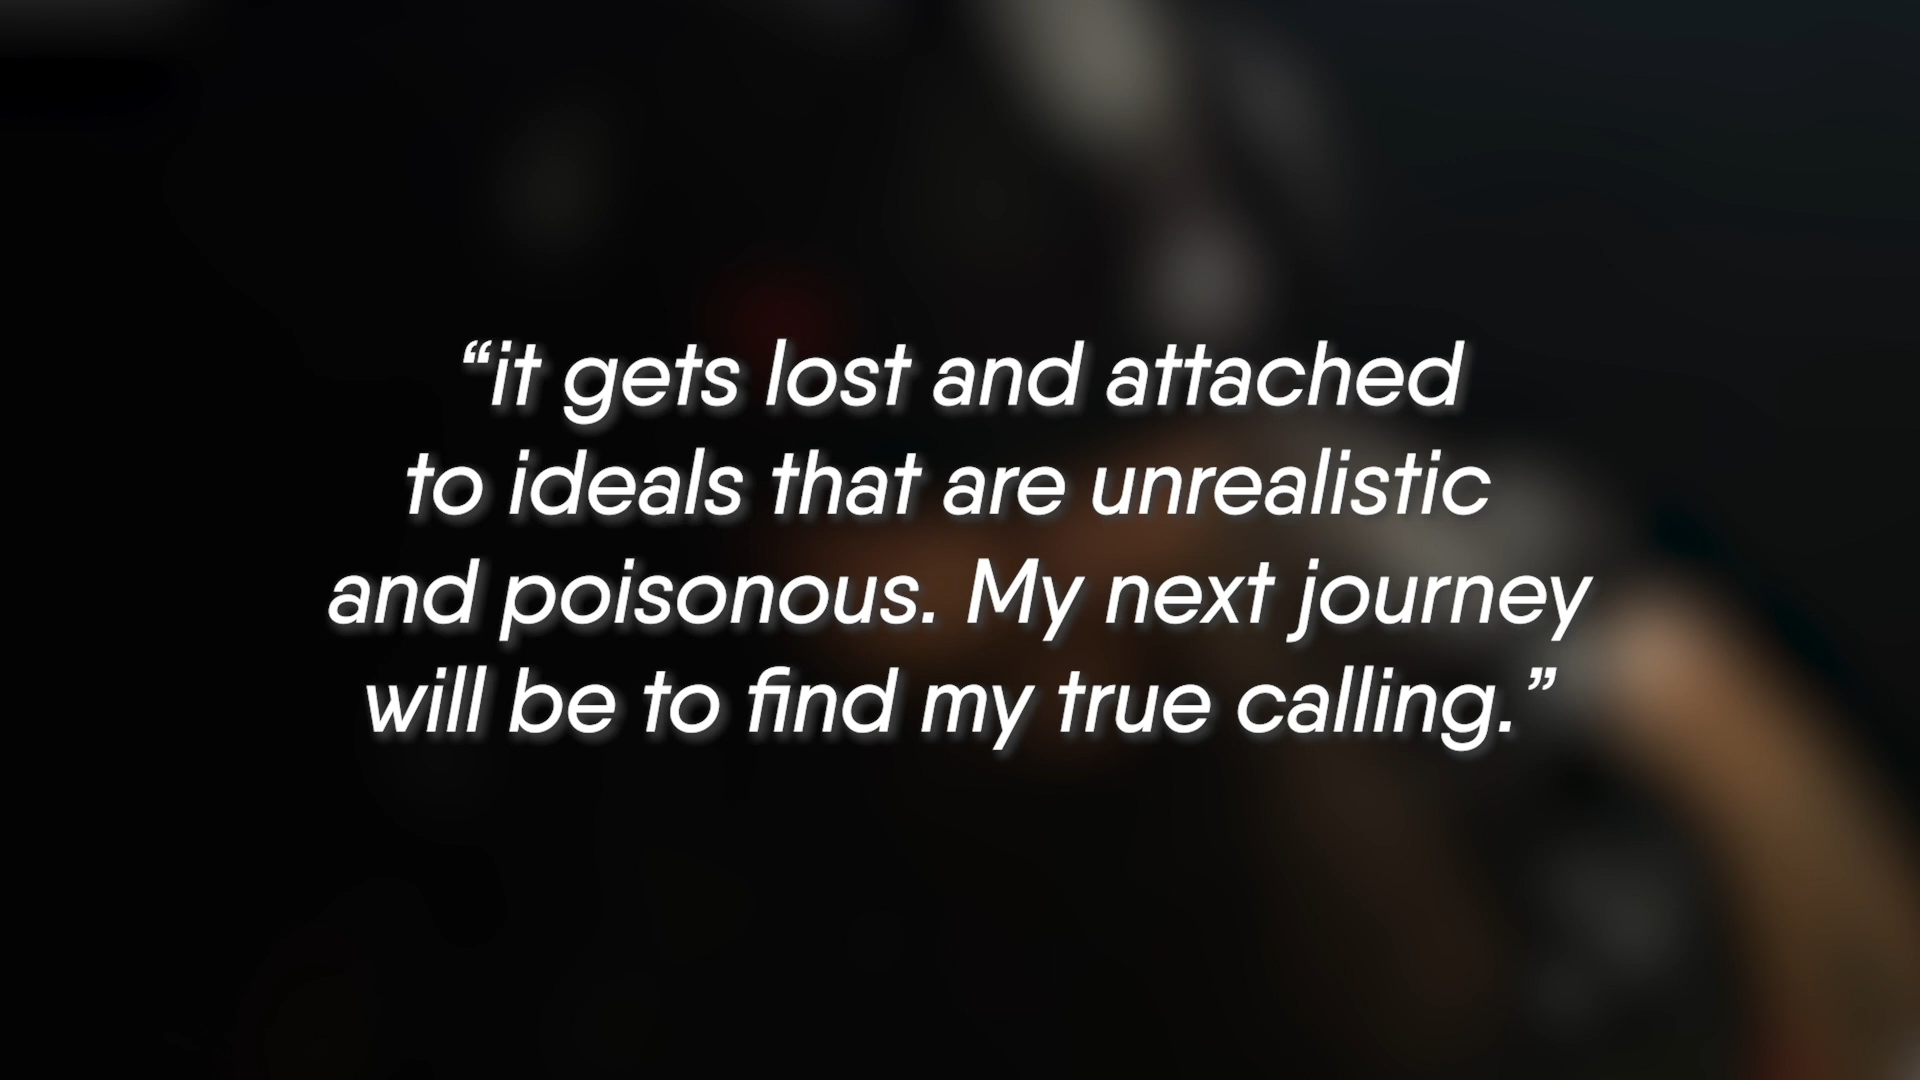 “it gets lost and attached
to ideals that are unrealistic
and poisonous. My next journey
will be to find my true calling.”